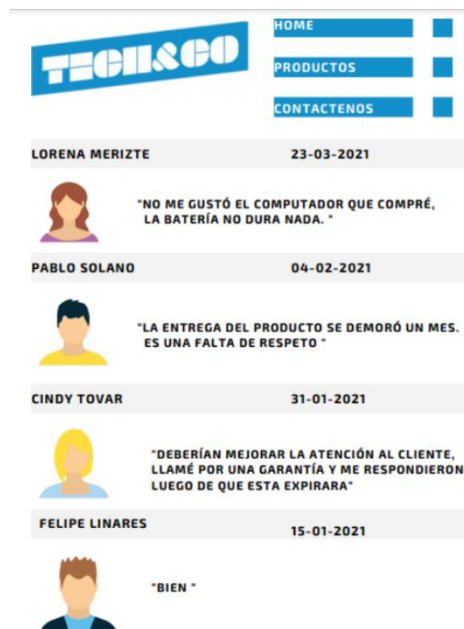 TECH&CO
HOME
PRODUCTOS
CONTACTENOS
LORENA MERIZTE 23-03-2021
"NO ME GUSTÓ EL COMPUTADOR QUE COMPRÉ,
LA BATERÍA NO DURA NADA. "
PABLO SOLANO 04-02-2021
"LA ENTREGA DEL PRODUCTO SE DEMORÓ UN MES.
ES UNA FALTA DE RESPETO "
CINDY TOVAR 31-01-2021
"DEBERÍAN MEJORAR LA ATENCIÓN AL CLIENTE,
LLAMÉ POR UNA GARANTÍA Y ME RESPONDIERON
LUEGO DE QUE ESTA EXPIRARA"
FELIPE LINARES 15-01-2021
"BIEN "